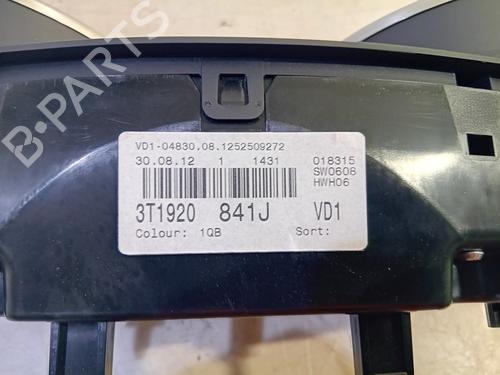 VD1-04830.08.1252509272
30.08.12 1 1431 018315
SW0608
HWH06
3T1920 841J VD1
Colour: 1QB Sort:
B-PARTS